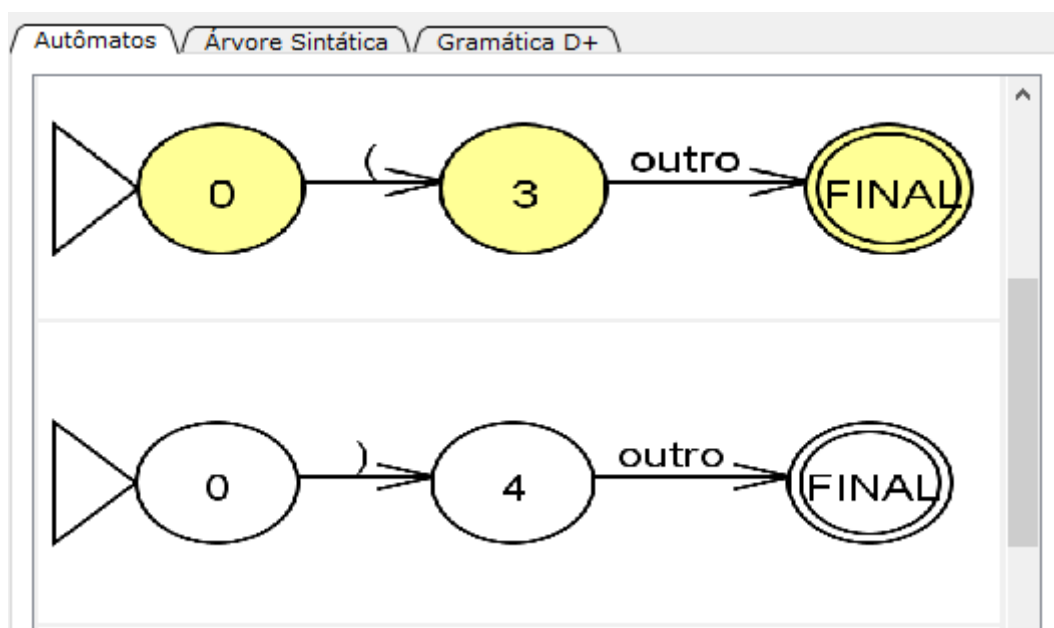 Autômatos Árvore Sintática Gramática D+
( outro
0 3 FINAL
) outro
0 4 FINAL